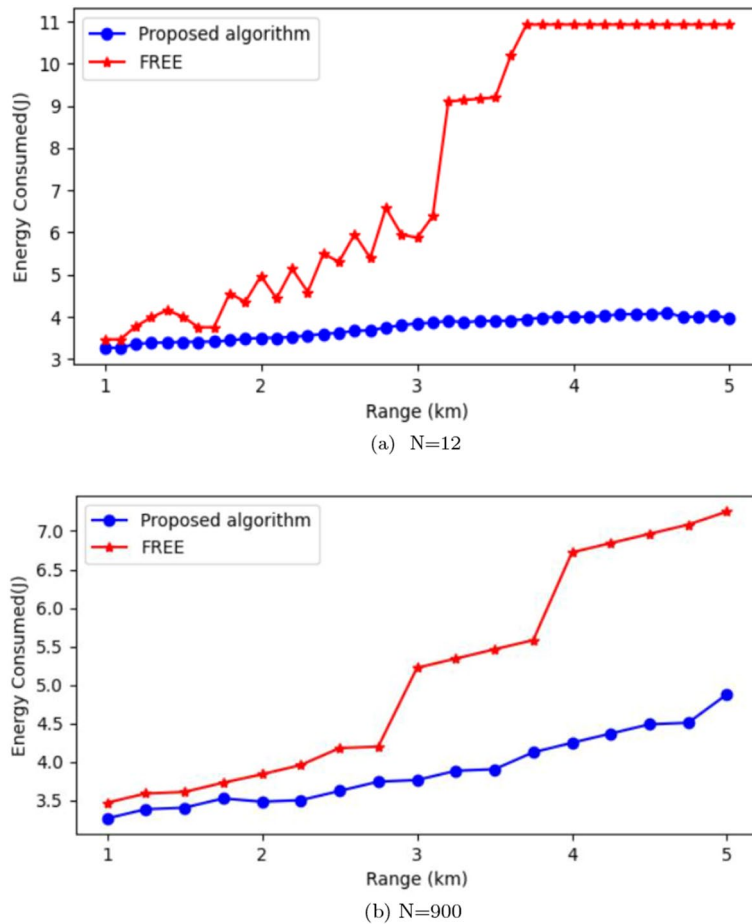 11
10
9
8
7
6
5
4
3
Energy Consumed(J)
Proposed algorithm
FREE
1 2 3 4 5
Range (km)
(a) N=12
7.0
6.5
6.0
5.5
5.0
4.5
4.0
3.5
Energy Consumed(J)
Proposed algorithm
FREE
1 2 3 4 5
Range (km)
(b) N=900